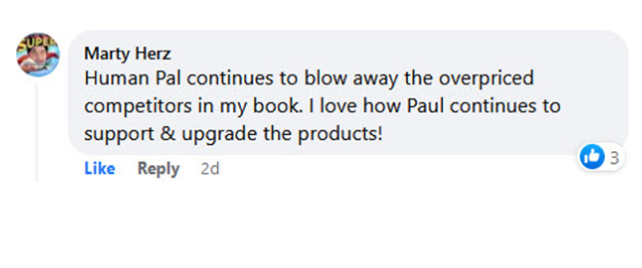 SUPER
Marty Herz
Human Pal continues to blow away the overpriced
competitors in my book. I love how Paul continues to
support & upgrade the products!
Like Reply 2d
3